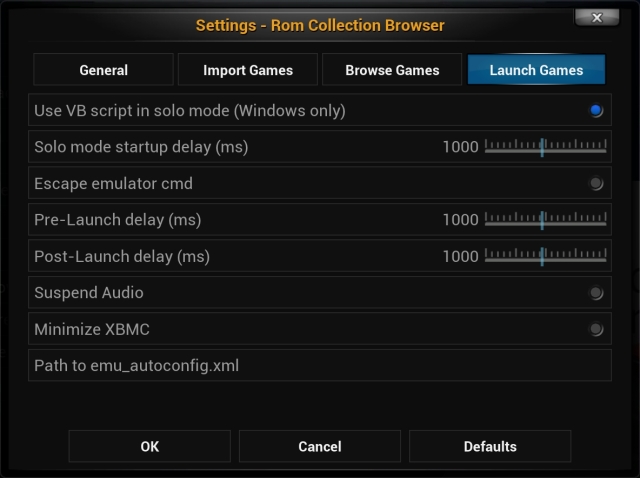 Settings - Rom Collection Browser
General Import Games Browse Games Launch Games
Use VB script in solo mode (Windows only)
Solo mode startup delay (ms) 1000
Escape emulator cmd
Pre-Launch delay (ms) 1000
Post-Launch delay (ms) 1000
Suspend Audio
Minimize XBMC
Path to emu_autoconfig.xml
OK Cancel Defaults